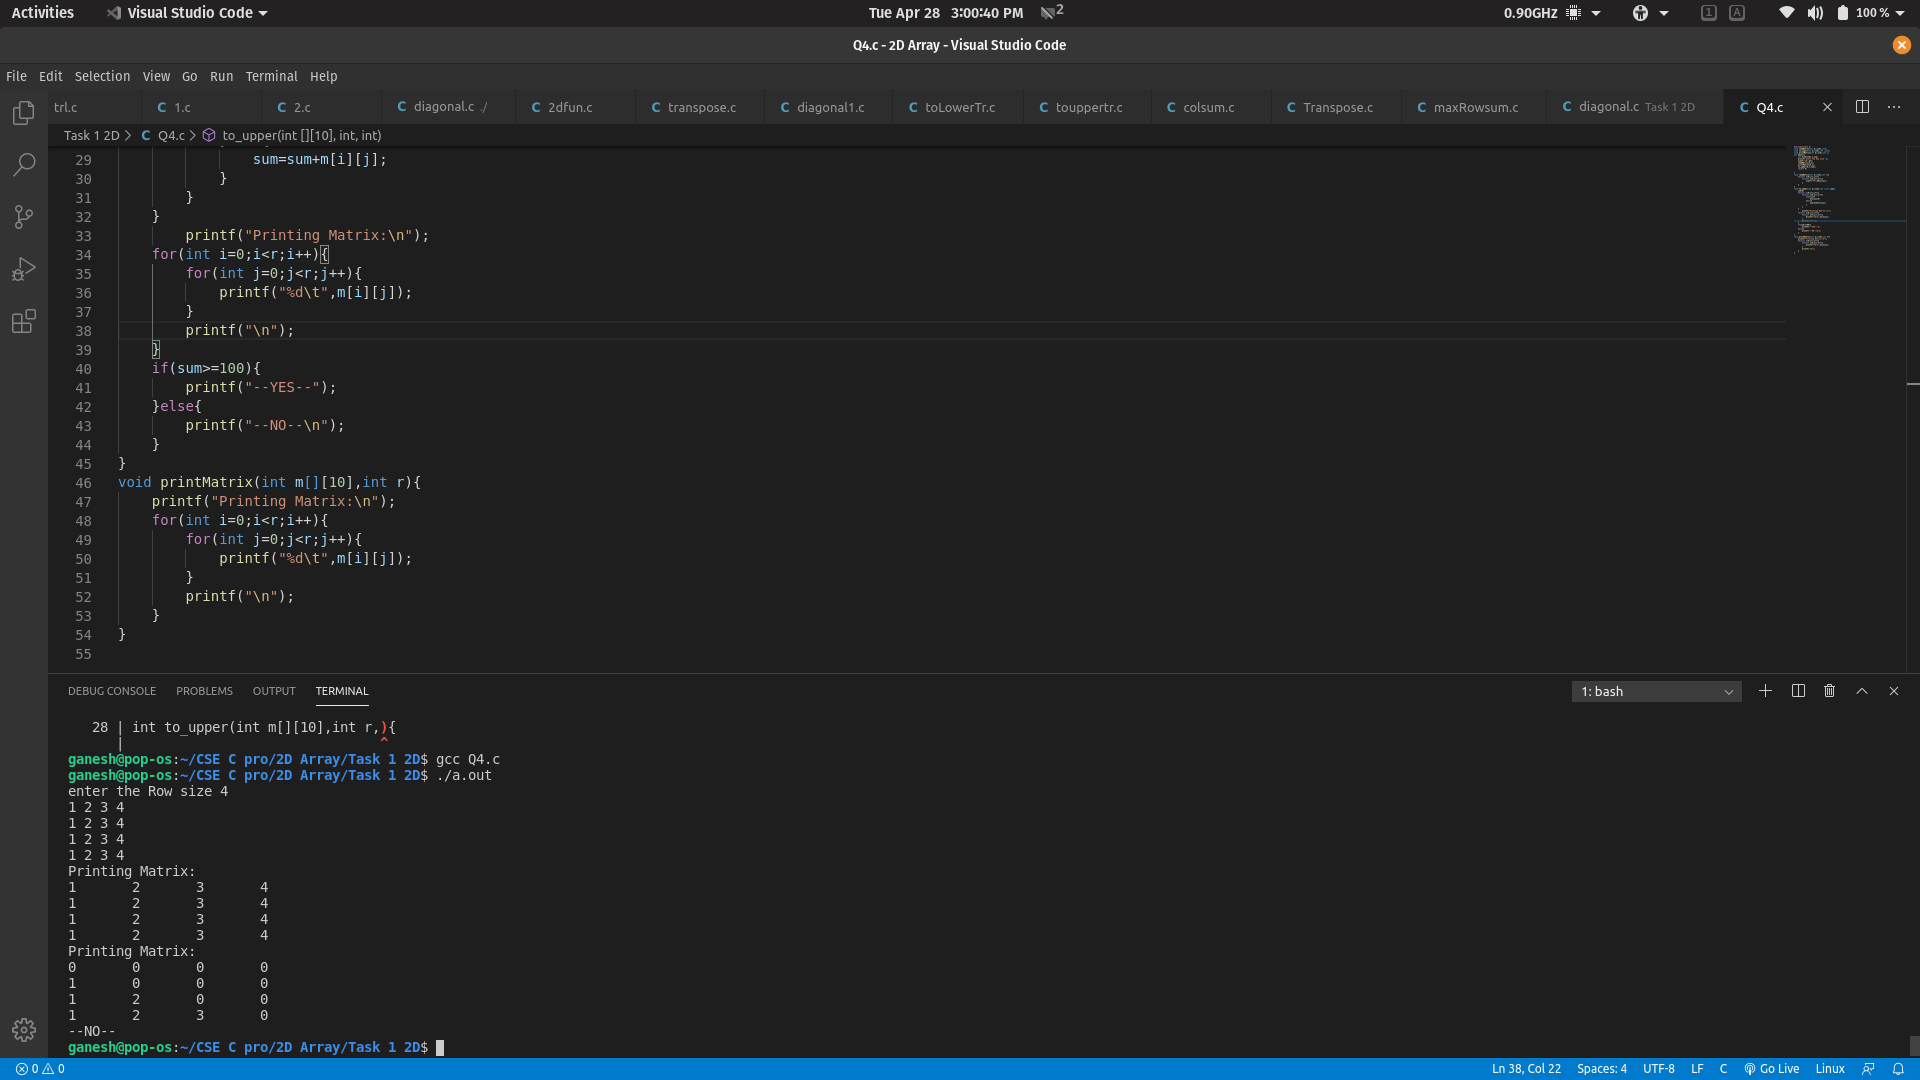 Activities Visual Studio Code Tue Apr 28 3:00:40 PM 2 0.90GHz 1 A 100 %
Q4.c - 2D Array - Visual Studio Code
File Edit Selection View Go Run Terminal Help
trl.c C 1.c C 2.c C diagonal.c ./ C 2dfun.c C transpose.c C diagonal1.c C toLowerTr.c C touppertr.c C colsum.c C Transpose.c C maxRowsum.c C diagonal.c Task 1 2D C Q4.c
Task 1 2D > C Q4.c > to_upper(int [][10], int, int)
29 sum=sum+m[i][j];
30 }
31 }
32 }
33 printf("Printing Matrix:\n");
34 for(int i=0;i<r;i++){
35 for(int j=0;j<r;j++){
36 printf("%d\t",m[i][j]);
37 }
38 printf("\n");
39 }
40 if(sum>=100){
41 printf("--YES--");
42 }else{
43 printf("--NO--\n");
44 }
45 }
46 void printMatrix(int m[][10],int r){
47 printf("Printing Matrix:\n");
48 for(int i=0;i<r;i++){
49 for(int j=0;j<r;j++){
50 printf("%d\t",m[i][j]);
51 }
52 printf("\n");
53 }
54 }
55
DEBUG CONSOLE PROBLEMS OUTPUT TERMINAL 1: bash
28 | int to_upper(int m[][10],int r,){
| ^
ganesh@pop-os:~/CSE C pro/2D Array/Task 1 2D$ gcc Q4.c
ganesh@pop-os:~/CSE C pro/2D Array/Task 1 2D$ ./a.out
enter the Row size 4
1 2 3 4
1 2 3 4
1 2 3 4
1 2 3 4
Printing Matrix:
1 2 3 4
1 2 3 4
1 2 3 4
1 2 3 4
Printing Matrix:
0 0 0 0
1 0 0 0
1 2 0 0
1 2 3 0
--NO--
ganesh@pop-os:~/CSE C pro/2D Array/Task 1 2D$
0 0 Ln 38, Col 22 Spaces: 4 UTF-8 LF C Go Live Linux